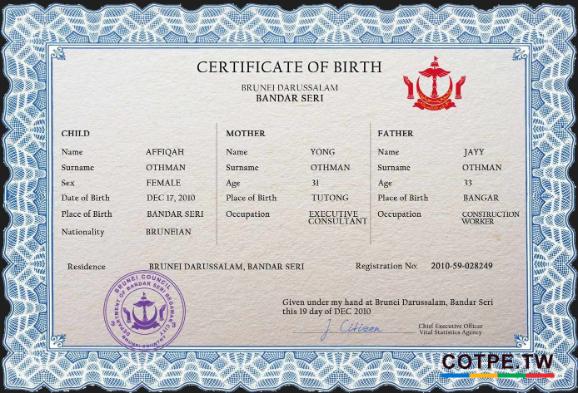 CERTIFICATE OF BIRTH
BRUNEI DARUSSALAM
BANDAR SERI
CHILD
Name AFFIQAH
Surname OTHMAN
Sex FEMALE
Date of Birth DEC 17, 2010
Place of Birth BANDAR SERI
Nationality BRUNEIAN
MOTHER
Name YONG
Surname OTHMAN
Age 31
Place of Birth TUTONG
Occupation EXECUTIVE
CONSULTANT
FATHER
Name JAYY
Surname OTHMAN
Age 33
Place of Birth BANGAR
Occupation CONSTRUCTION
WORKER
Residence BRUNEI DARUSSALAM, BANDAR SERI
Registration No: 2010-59-028249
BRUNEI COUNCIL
DEPARTMENT OF BANDAR SERI
Given under my hand at Brunei Darussalam, Bandar Seri
this 19 day of DEC 2010
J. Citizen
Chief Executive Officer
Vital Statistics Agency
COTPE.TW